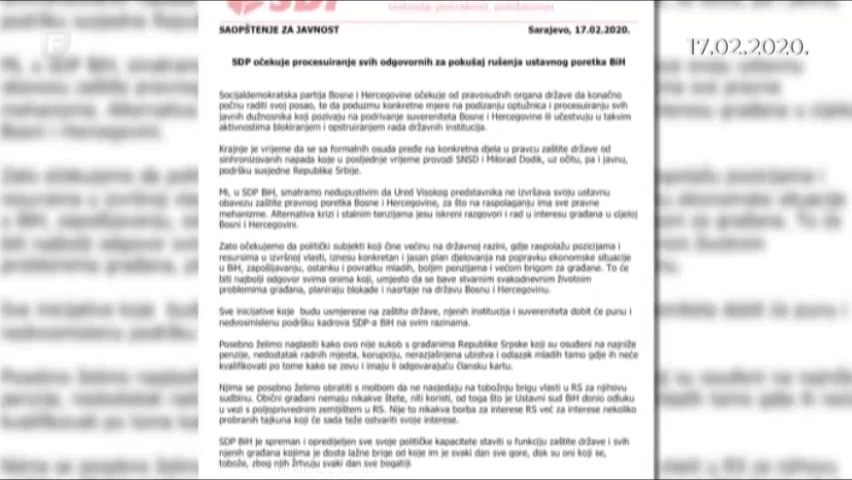 SDP
SAOPŠTENJE ZA JAVNOST Sarajevo, 17.02.2020.
17.02.2020.
SDP očekuje procesuiranje svih odgovornih za pokušaj rušenja ustavnog poretka BiH
Socijaldemokratska partija Bosne i Hercegovine očekuje od pravosudnih organa države da konačno
počnu raditi svoj posao, te da poduzmu konkretne mjere na podizanju optužnica i procesuiranju svih
javnih dužnosnika koji pozivaju na podrivanje suvereniteta Bosne i Hercegovine ili učestvuju u takvim
aktivnostima blokiranjem i opstruiranjem rada državnih institucija.
Krajnje je vrijeme da se sa formalnih osuda pređe na konkretna djela u pravcu zaštite države od
sinhronizovanih napada koje u posljednje vrijeme provodi SNSD i Milorad Dodik, uz očitu, pa i javnu,
podršku susjedne Republike Srbije.
Mi, u SDP BiH, smatramo nedupustivim da Ured Visokog predstavnika ne izvršava svoju ustavnu
obavezu zaštite pravnog poretka Bosne i Hercegovine, za što na raspolaganju ima sve pravne
mehanizme. Alternativa krizi i stalnim tenzijama jesu iskreni razgovori i rad u interesu građana u cijeloj
Bosni i Hercegovini.
Zato očekujemo da politički subjekti koji čine većinu na državnoj razini, gdje raspolažu pozicijama i
resursima u izvršnoj vlasti, iznesu konkretan i jasan plan djelovanja na popravku ekonomske situacije
u BiH, zapošljavanju, ostanku i povratku mladih, boljim penzijama i većom brigom za građane. To će
biti najbolji odgovor svima onima koji, umjesto da se bave stvarnim svakodnevnim životnim
problemima građana, planiraju blokade i nasrtaje na državu Bosnu i Hercegovinu.
Sve inicijative koje budu usmjerene na zaštitu države, njenih institucija i suvereniteta dobit će punu i
nedvosmislenu podršku kadrova SDP-a BiH na svim razinama.
Posebno želimo naglasiti kako ovo nije sukob s građanima Republike Srpske koji su osuđeni na najniže
penzije, nedostatak radnih mjesta, korupciju, nerazjašnjena ubistva i odlazak mladih tamo gdje ih neće
kvalifikovati po tome kako se zovu i imaju li odgovarajuću člansku kartu.
Njima se posebno želimo obratiti s molbom da ne nasjedaju na tobožnju brigu vlasti u RS za njihovu
sudbinu. Obični građani nemaju nikakve štete, niti koristi, od toga što je Ustavni sud BiH donio odluku
u vezi s poljoprivrednim zemljištem u RS. Nije to nikakva borba za interese RS već za interese nekoliko
probranih tajkuna koji će sada teže ostvariti svoje interese.
SDP BiH je spreman i opredijeljen sve svoje političke kapacitete staviti u funkciju zaštite države i svih
njenih građana kojima je dosta lažne brige od koje im je svaki dan sve gore, dok su oni koji se,
tobože, zbog njih žrtvuju svaki dan sve bogatiji.